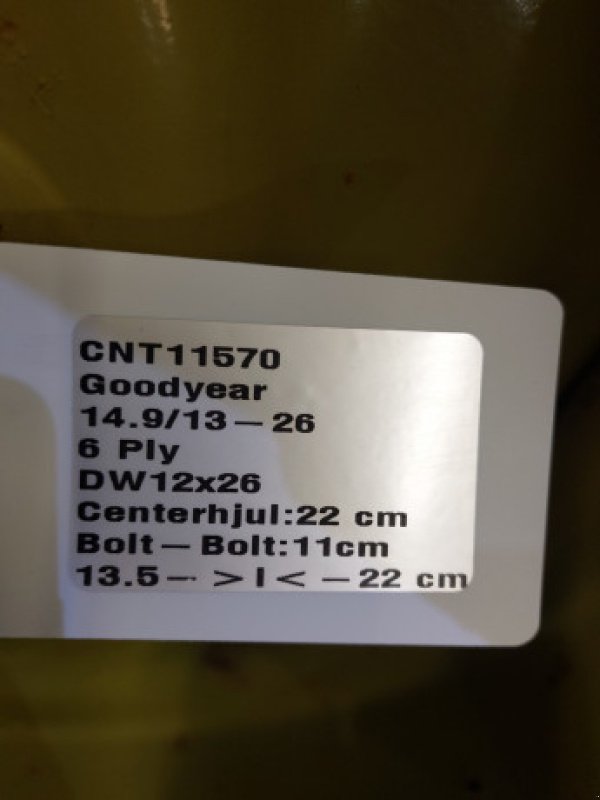 CNT11570
Goodyear
14.9/13 – 26
6 Ply
DW12x26
Centerhjul:22 cm
Bolt – Bolt:11cm
13.5 –- > I < – 22 cm